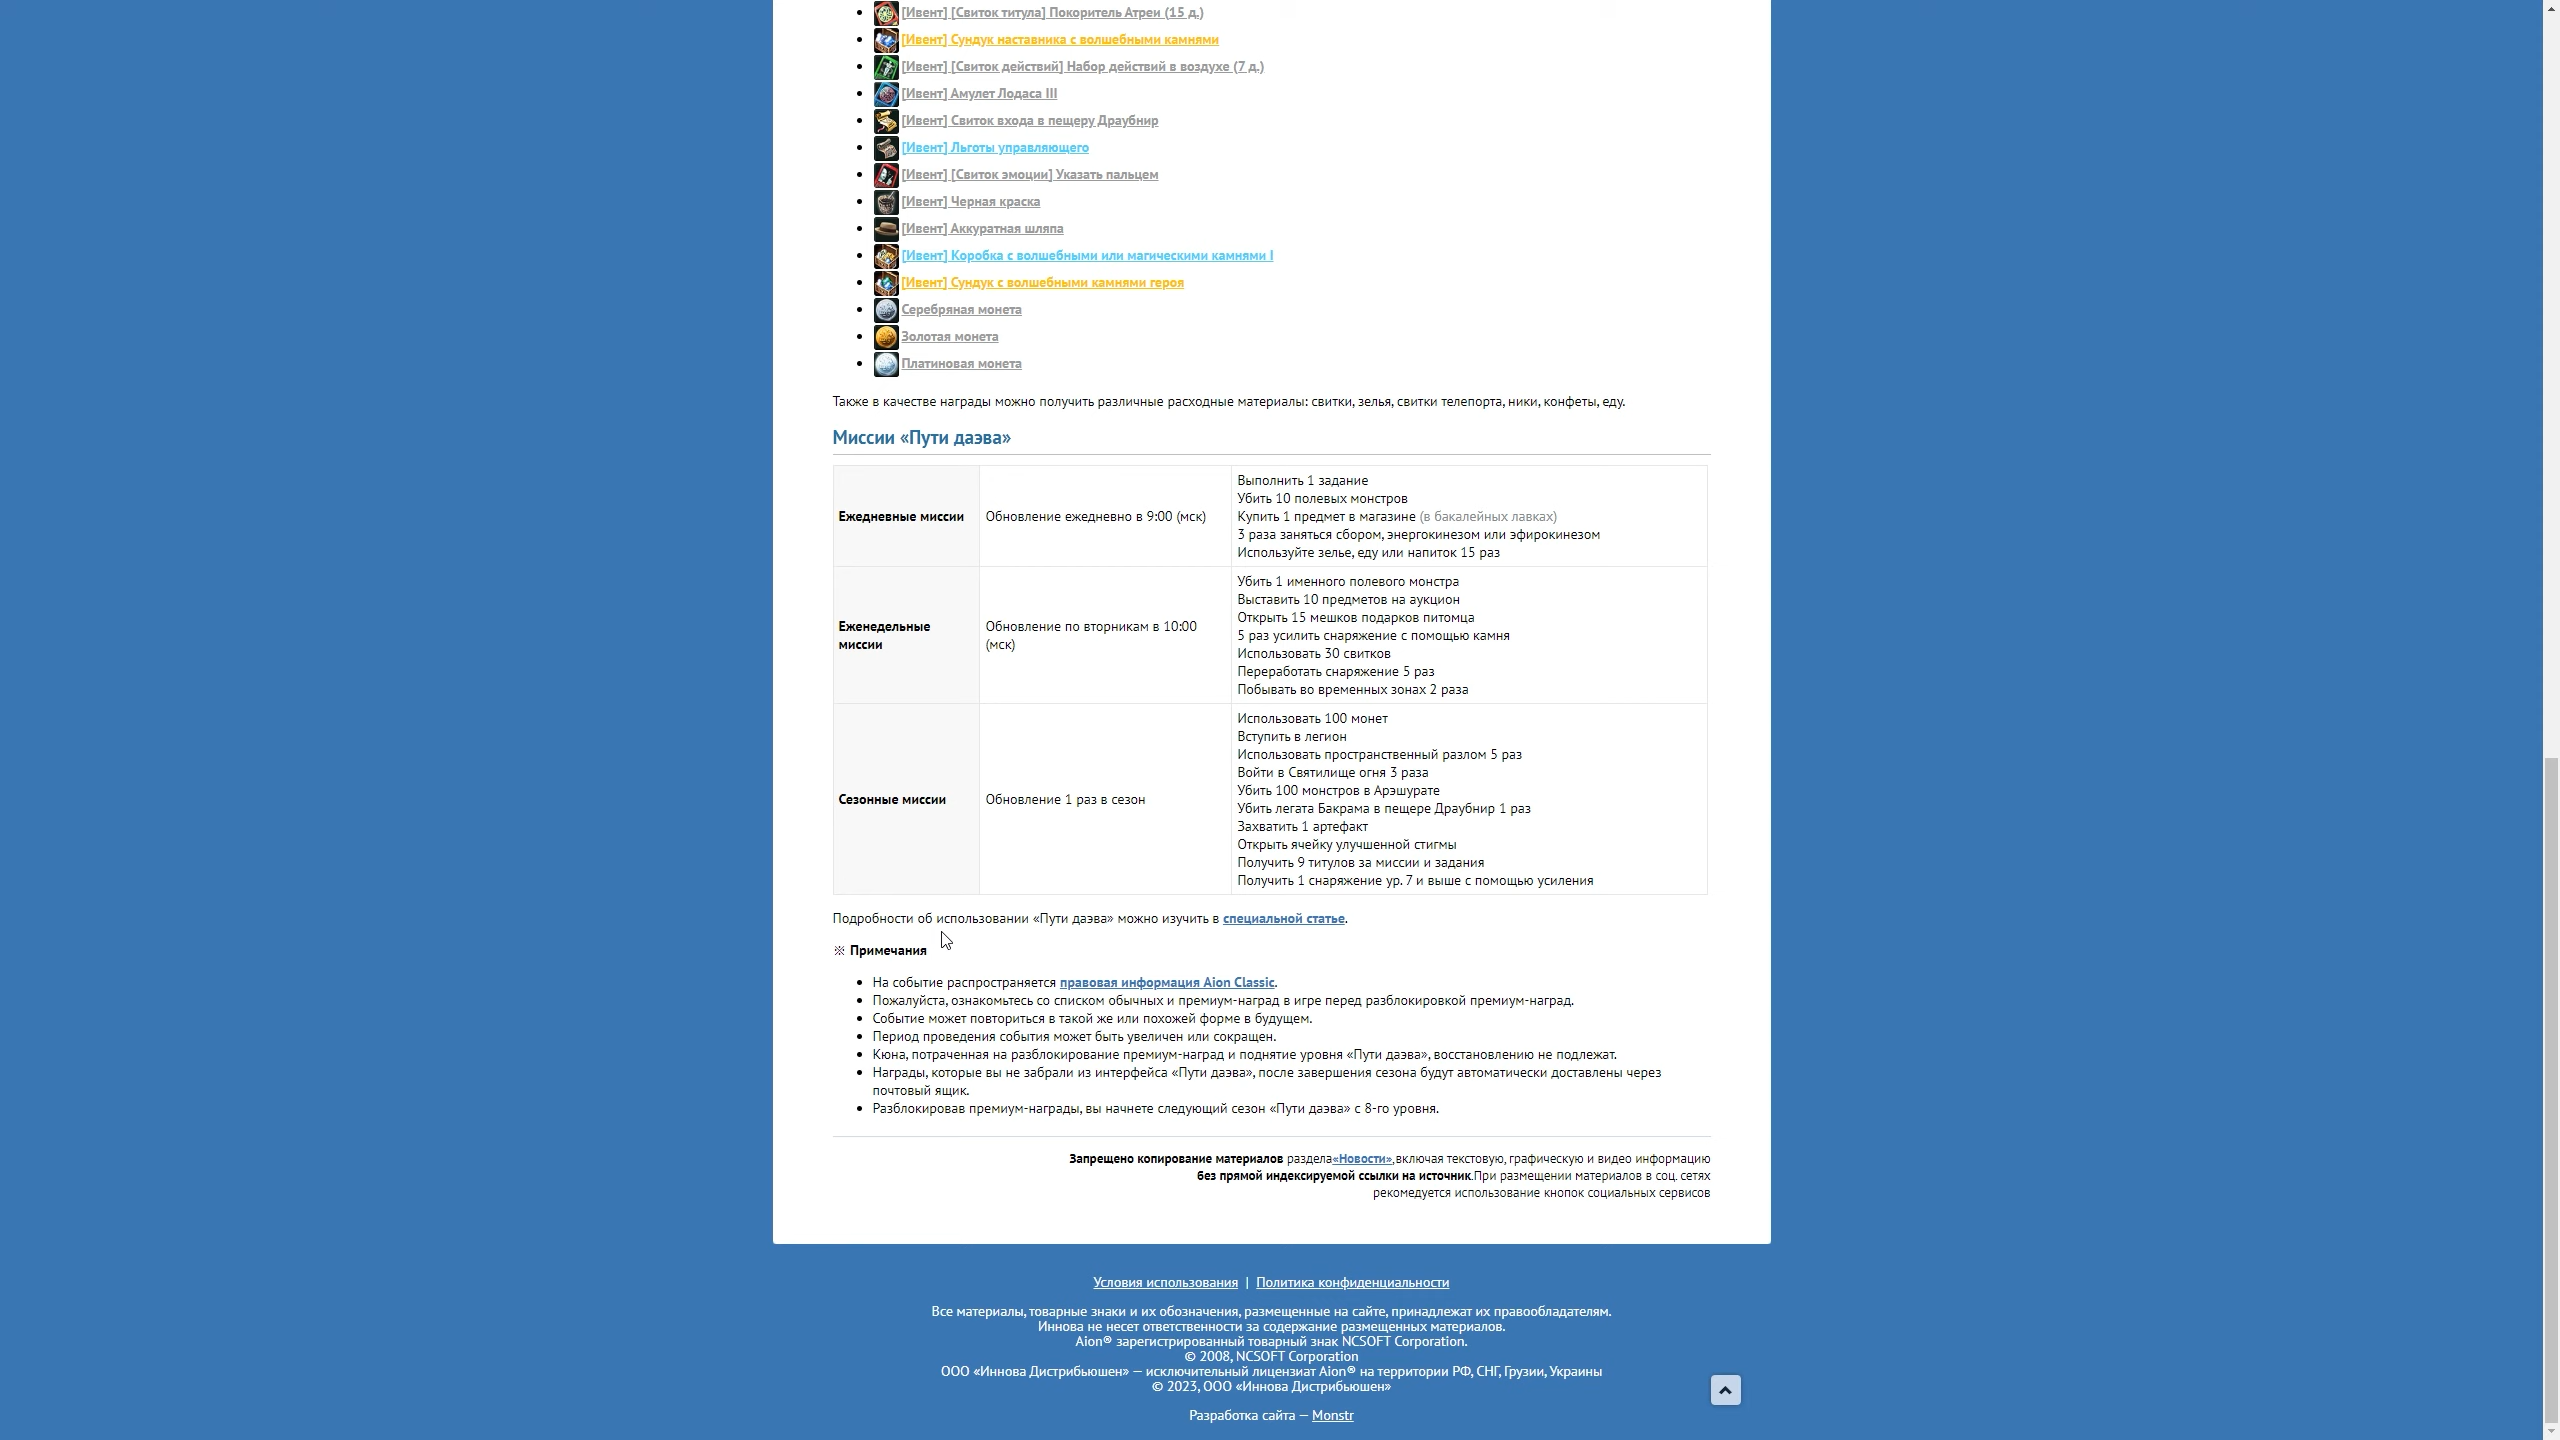 [Ивент] [Свиток титула] Покоритель Атреи (15 д.)
[Ивент] Сундук наставника с волшебными камнями
[Ивент] [Свиток действий] Набор действий в воздухе (7 д.)
[Ивент] Амулет Лодаса III
[Ивент] Свиток входа в пещеру Драубнир
[Ивент] Льготы управляющего
[Ивент] [Свиток эмоции] Указать пальцем
[Ивент] Черная краска
[Ивент] Аккуратная шляпа
[Ивент] Коробка с волшебными или магическими камнями I
[Ивент] Сундук с волшебными камнями героя
Серебряная монета
Золотая монета
Платиновая монета
Также в качестве награды можно получить различные расходные материалы: свитки, зелья, свитки телепорта, ники, конфеты, еду.
Миссии «Пути даэва»
Ежедневные миссии
Обновление ежедневно в 9:00 (мск)
Выполнить 1 задание
Убить 10 полевых монстров
Купить 1 предмет в магазине (в бакалейных лавках)
3 раза заняться сбором, энергокинезом или эфирокинезом
Используйте зелье, еду или напиток 15 раз
Еженедельные
миссии
Обновление по вторникам в 10:00
(мск)
Убить 1 именного полевого монстра
Выставить 10 предметов на аукцион
Открыть 15 мешков подарков питомца
5 раз усилить снаряжение с помощью камня
Использовать 30 свитков
Переработать снаряжение 5 раз
Побывать во временных зонах 2 раза
Сезонные миссии
Обновление 1 раз в сезон
Использовать 100 монет
Вступить в легион
Использовать пространственный разлом 5 раз
Войти в Святилище огня 3 раза
Убить 100 монстров в Арэшурате
Убить легата Бакрама в пещере Драубнир 1 раз
Захватить 1 артефакт
Открыть ячейку улучшенной стигмы
Получить 9 титулов за миссии и задания
Получить 1 снаряжение ур. 7 и выше с помощью усиления
Подробности об использовании «Пути даэва» можно изучить в специальной статье.
※ Примечания
На событие распространяется правовая информация Aion Classic.
Пожалуйста, ознакомьтесь со списком обычных и премиум-наград в игре перед разблокировкой премиум-наград.
Событие может повториться в такой же или похожей форме в будущем.
Период проведения события может быть увеличен или сокращен.
Кюна, потраченная на разблокирование премиум-наград и поднятие уровня «Пути даэва», восстановлению не подлежат.
Награды, которые вы не забрали из интерфейса «Пути даэва», после завершения сезона будут автоматически доставлены через
почтовый ящик.
Разблокировав премиум-награды, вы начнете следующий сезон «Пути даэва» с 8-го уровня.
Запрещено копирование материалов раздела«Новости»,включая текстовую, графическую и видео информацию
без прямой индексируемой ссылки на источник.При размещении материалов в соц. сетях
рекомедуется использование кнопок социальных сервисов
Условия использования | Политика конфиденциальности
Все материалы, товарные знаки и их обозначения, размещенные на сайте, принадлежат их правообладателям.
Иннова не несет ответственности за содержание размещенных материалов.
Aion® зарегистрированный товарный знак NCSOFT Corporation.
© 2008, NCSOFT Corporation
ООО «Иннова Дистрибьюшен» — исключительный лицензиат Aion® на территории РФ, СНГ, Грузии, Украины
© 2023, ООО «Иннова Дистрибьюшен»
Разработка сайта — Monstr